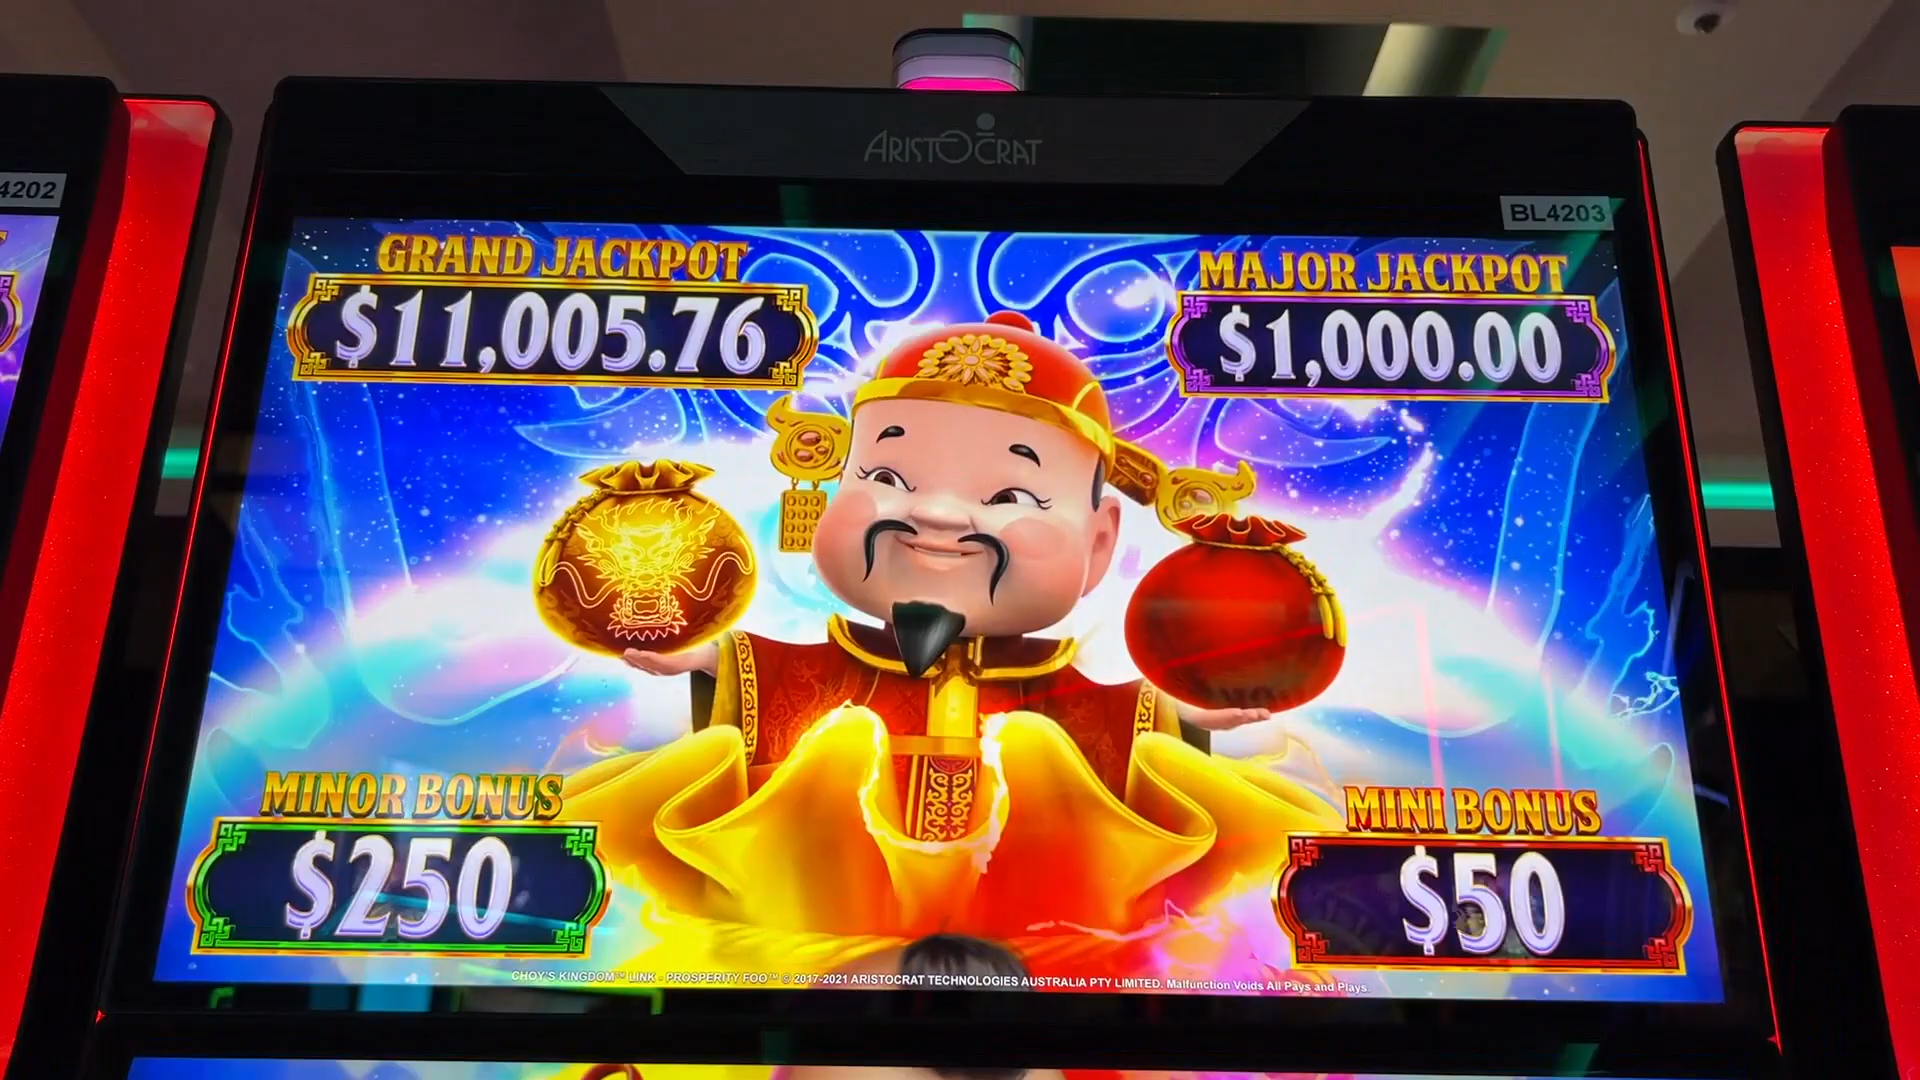 ARISTOCRAT
4202
BL4203
GRAND JACKPOT
$11,005.76
MAJOR JACKPOT
$1,000.00
MINOR BONUS
$250
MINI BONUS
$50
CHOY'S KINGDOM™ LINK - PROSPERITY FOO™ © 2017-2021 ARISTOCRAT TECHNOLOGIES AUSTRALIA PTY LIMITED. Malfunction Voids All Pays and Plays.